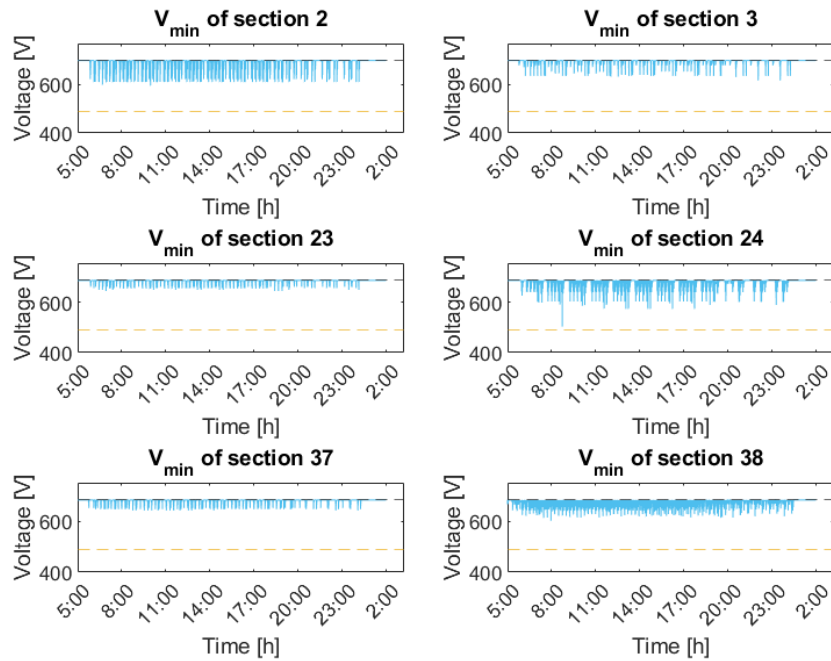 V_min of section 2
Voltage [V]
600
400
5:00 8:00 11:00 14:00 17:00 20:00 23:00 2:00
Time [h]
V_min of section 3
Voltage [V]
600
400
5:00 8:00 11:00 14:00 17:00 20:00 23:00 2:00
Time [h]
V_min of section 23
Voltage [V]
600
400
5:00 8:00 11:00 14:00 17:00 20:00 23:00 2:00
Time [h]
V_min of section 24
Voltage [V]
600
400
5:00 8:00 11:00 14:00 17:00 20:00 23:00 2:00
Time [h]
V_min of section 37
Voltage [V]
600
400
5:00 8:00 11:00 14:00 17:00 20:00 23:00 2:00
Time [h]
V_min of section 38
Voltage [V]
600
400
5:00 8:00 11:00 14:00 17:00 20:00 23:00 2:00
Time [h]